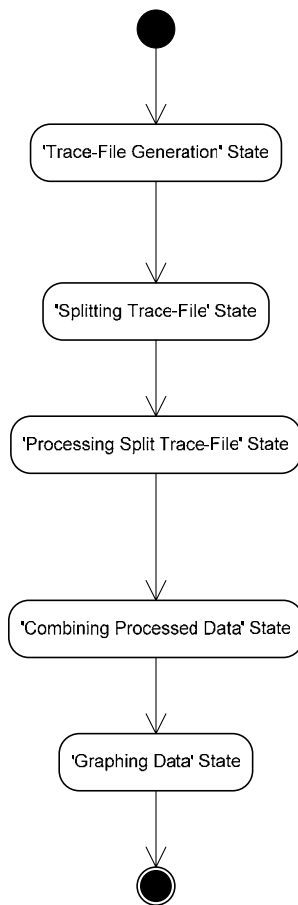 'Trace-File Generation' State
'Splitting Trace-File' State
'Processing Split Trace-File' State
'Combining Processed Data' State
'Graphing Data' State